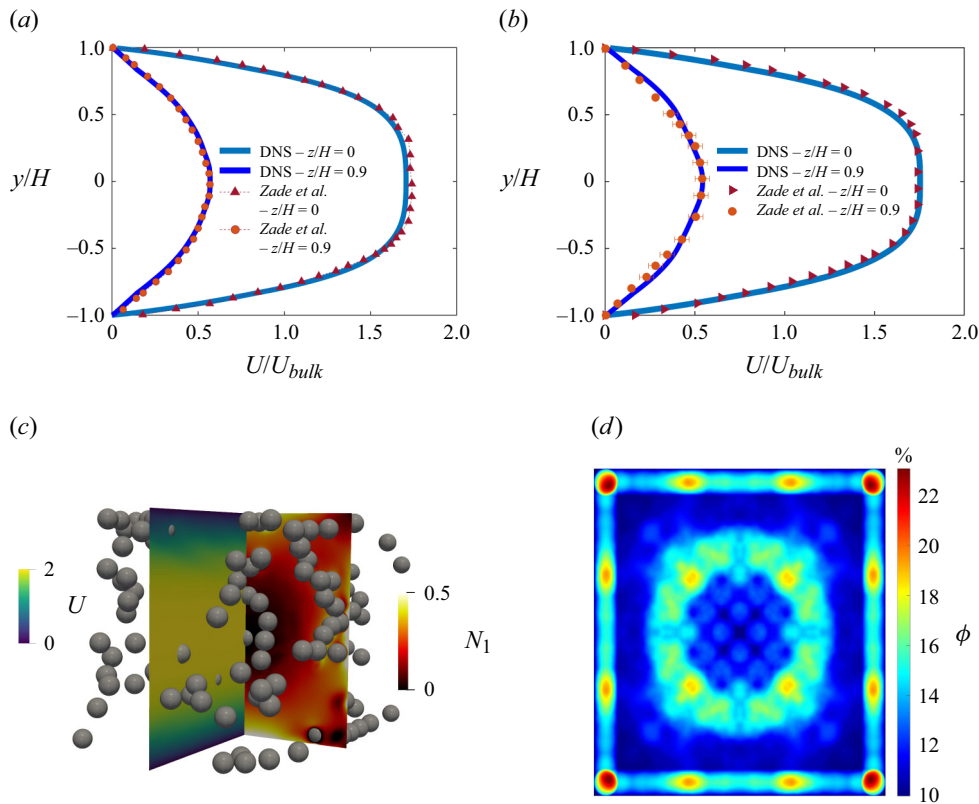 (a)
1.0
0.5
y/H
0
−0.5
−1.0
0
0.5
1.0
1.5
2.0
U/U_bulk
DNS – z/H = 0
DNS – z/H = 0.9
Zade et al.
– z/H = 0
Zade et al.
– z/H = 0.9
(b)
1.0
0.5
y/H
0
−0.5
−1.0
0
0.5
1.0
1.5
2.0
U/U_bulk
DNS – z/H = 0
DNS – z/H = 0.9
Zade et al. – z/H = 0
Zade et al. – z/H = 0.9
(c)
2
U
0
0.5
N1
0
(d)
%
22
20
18
ϕ
16
14
12
10